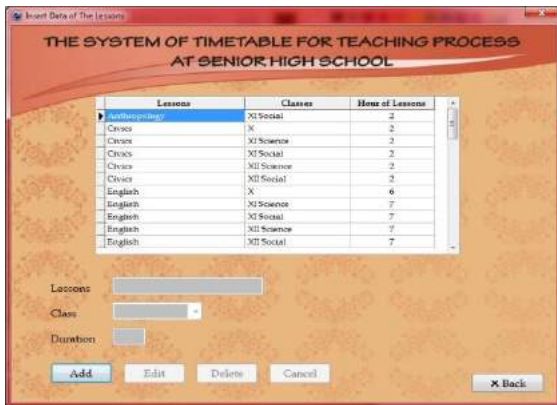 Insert Data of The Lessons
THE SYSTEM OF TIMETABLE FOR TEACHING PROCESS
AT SENIOR HIGH SCHOOL
Lessons Classes Hour of Lessons
Anthropology XI Social 2
Civics X 2
Civics XI Science 2
Civics XI Social 2
Civics XII Science 2
Civics XII Social 2
English X 6
English XI Science 7
English XI Social 7
English XII Science 7
English XII Social 7
Lessons
Class
Duration
Add Edit Delete Cancel
X Back